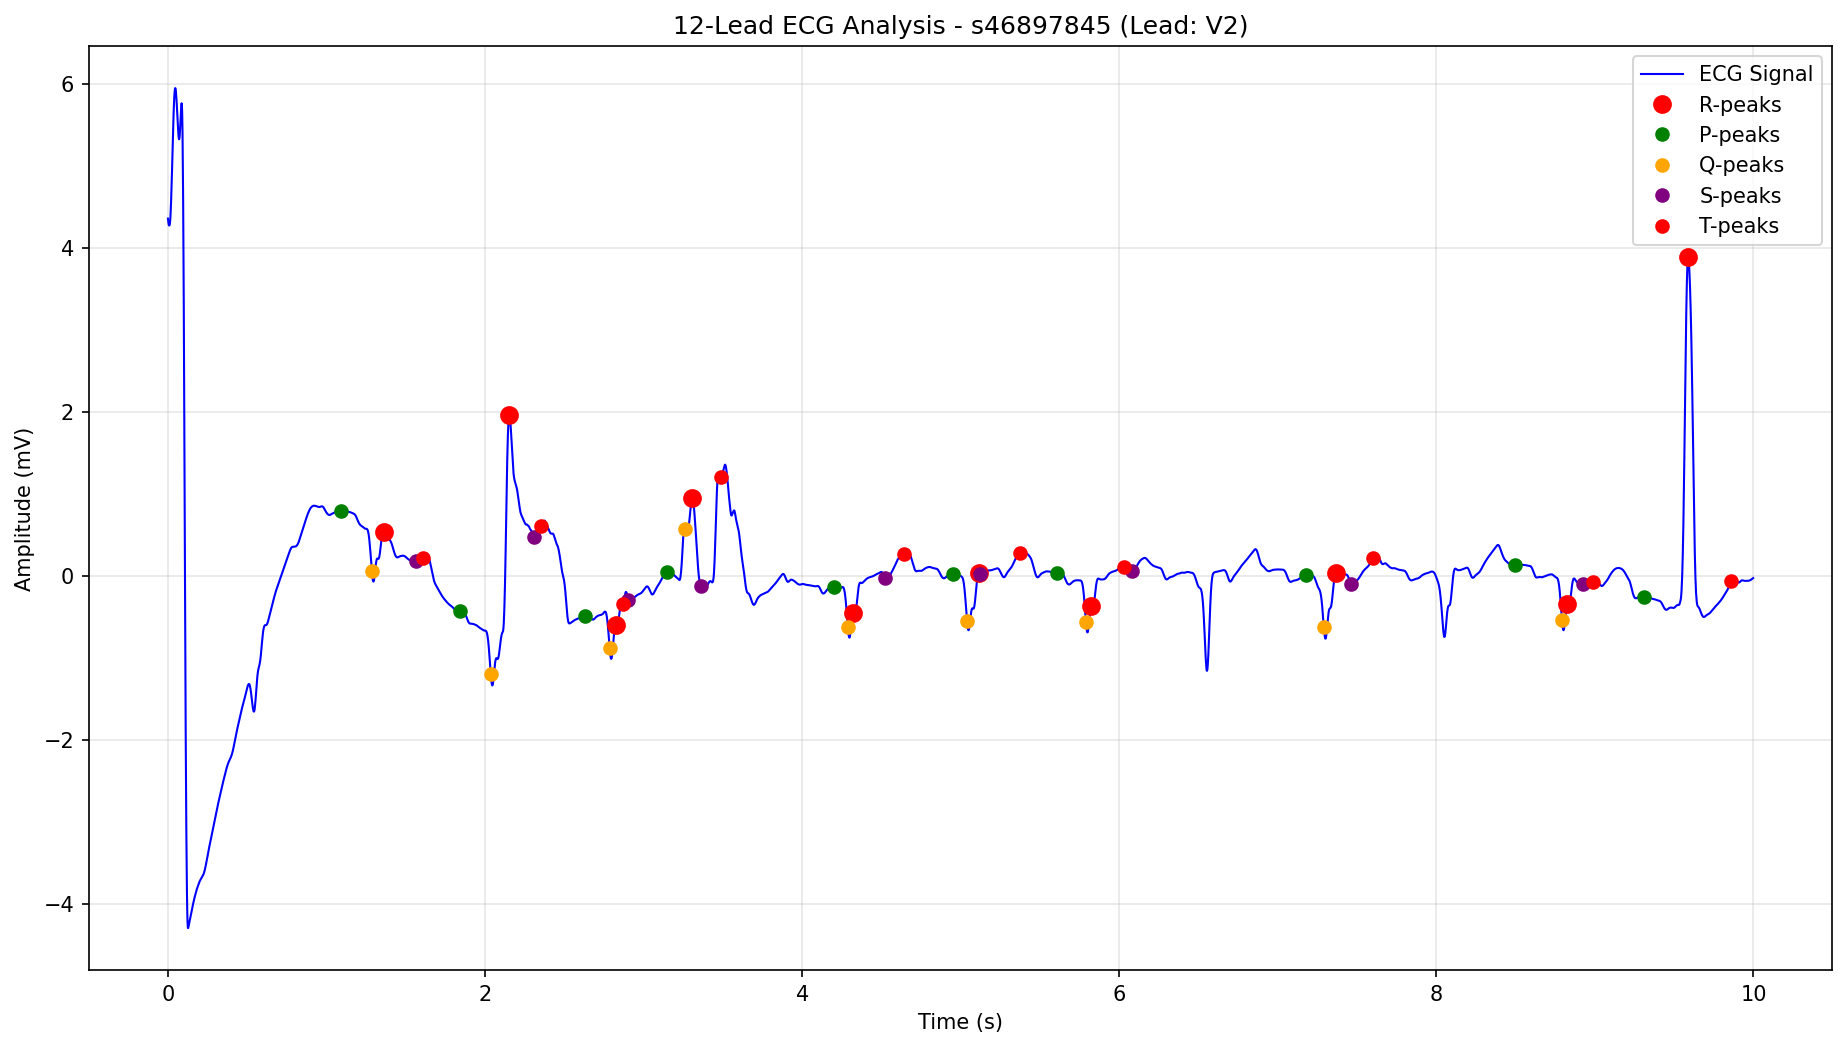 12-Lead ECG Analysis - s46897845 (Lead: V2)
ECG Signal
R-peaks
P-peaks
Q-peaks
S-peaks
T-peaks
Amplitude (mV)
6
4
2
0
−2
−4
0
2
4
6
8
10
Time (s)